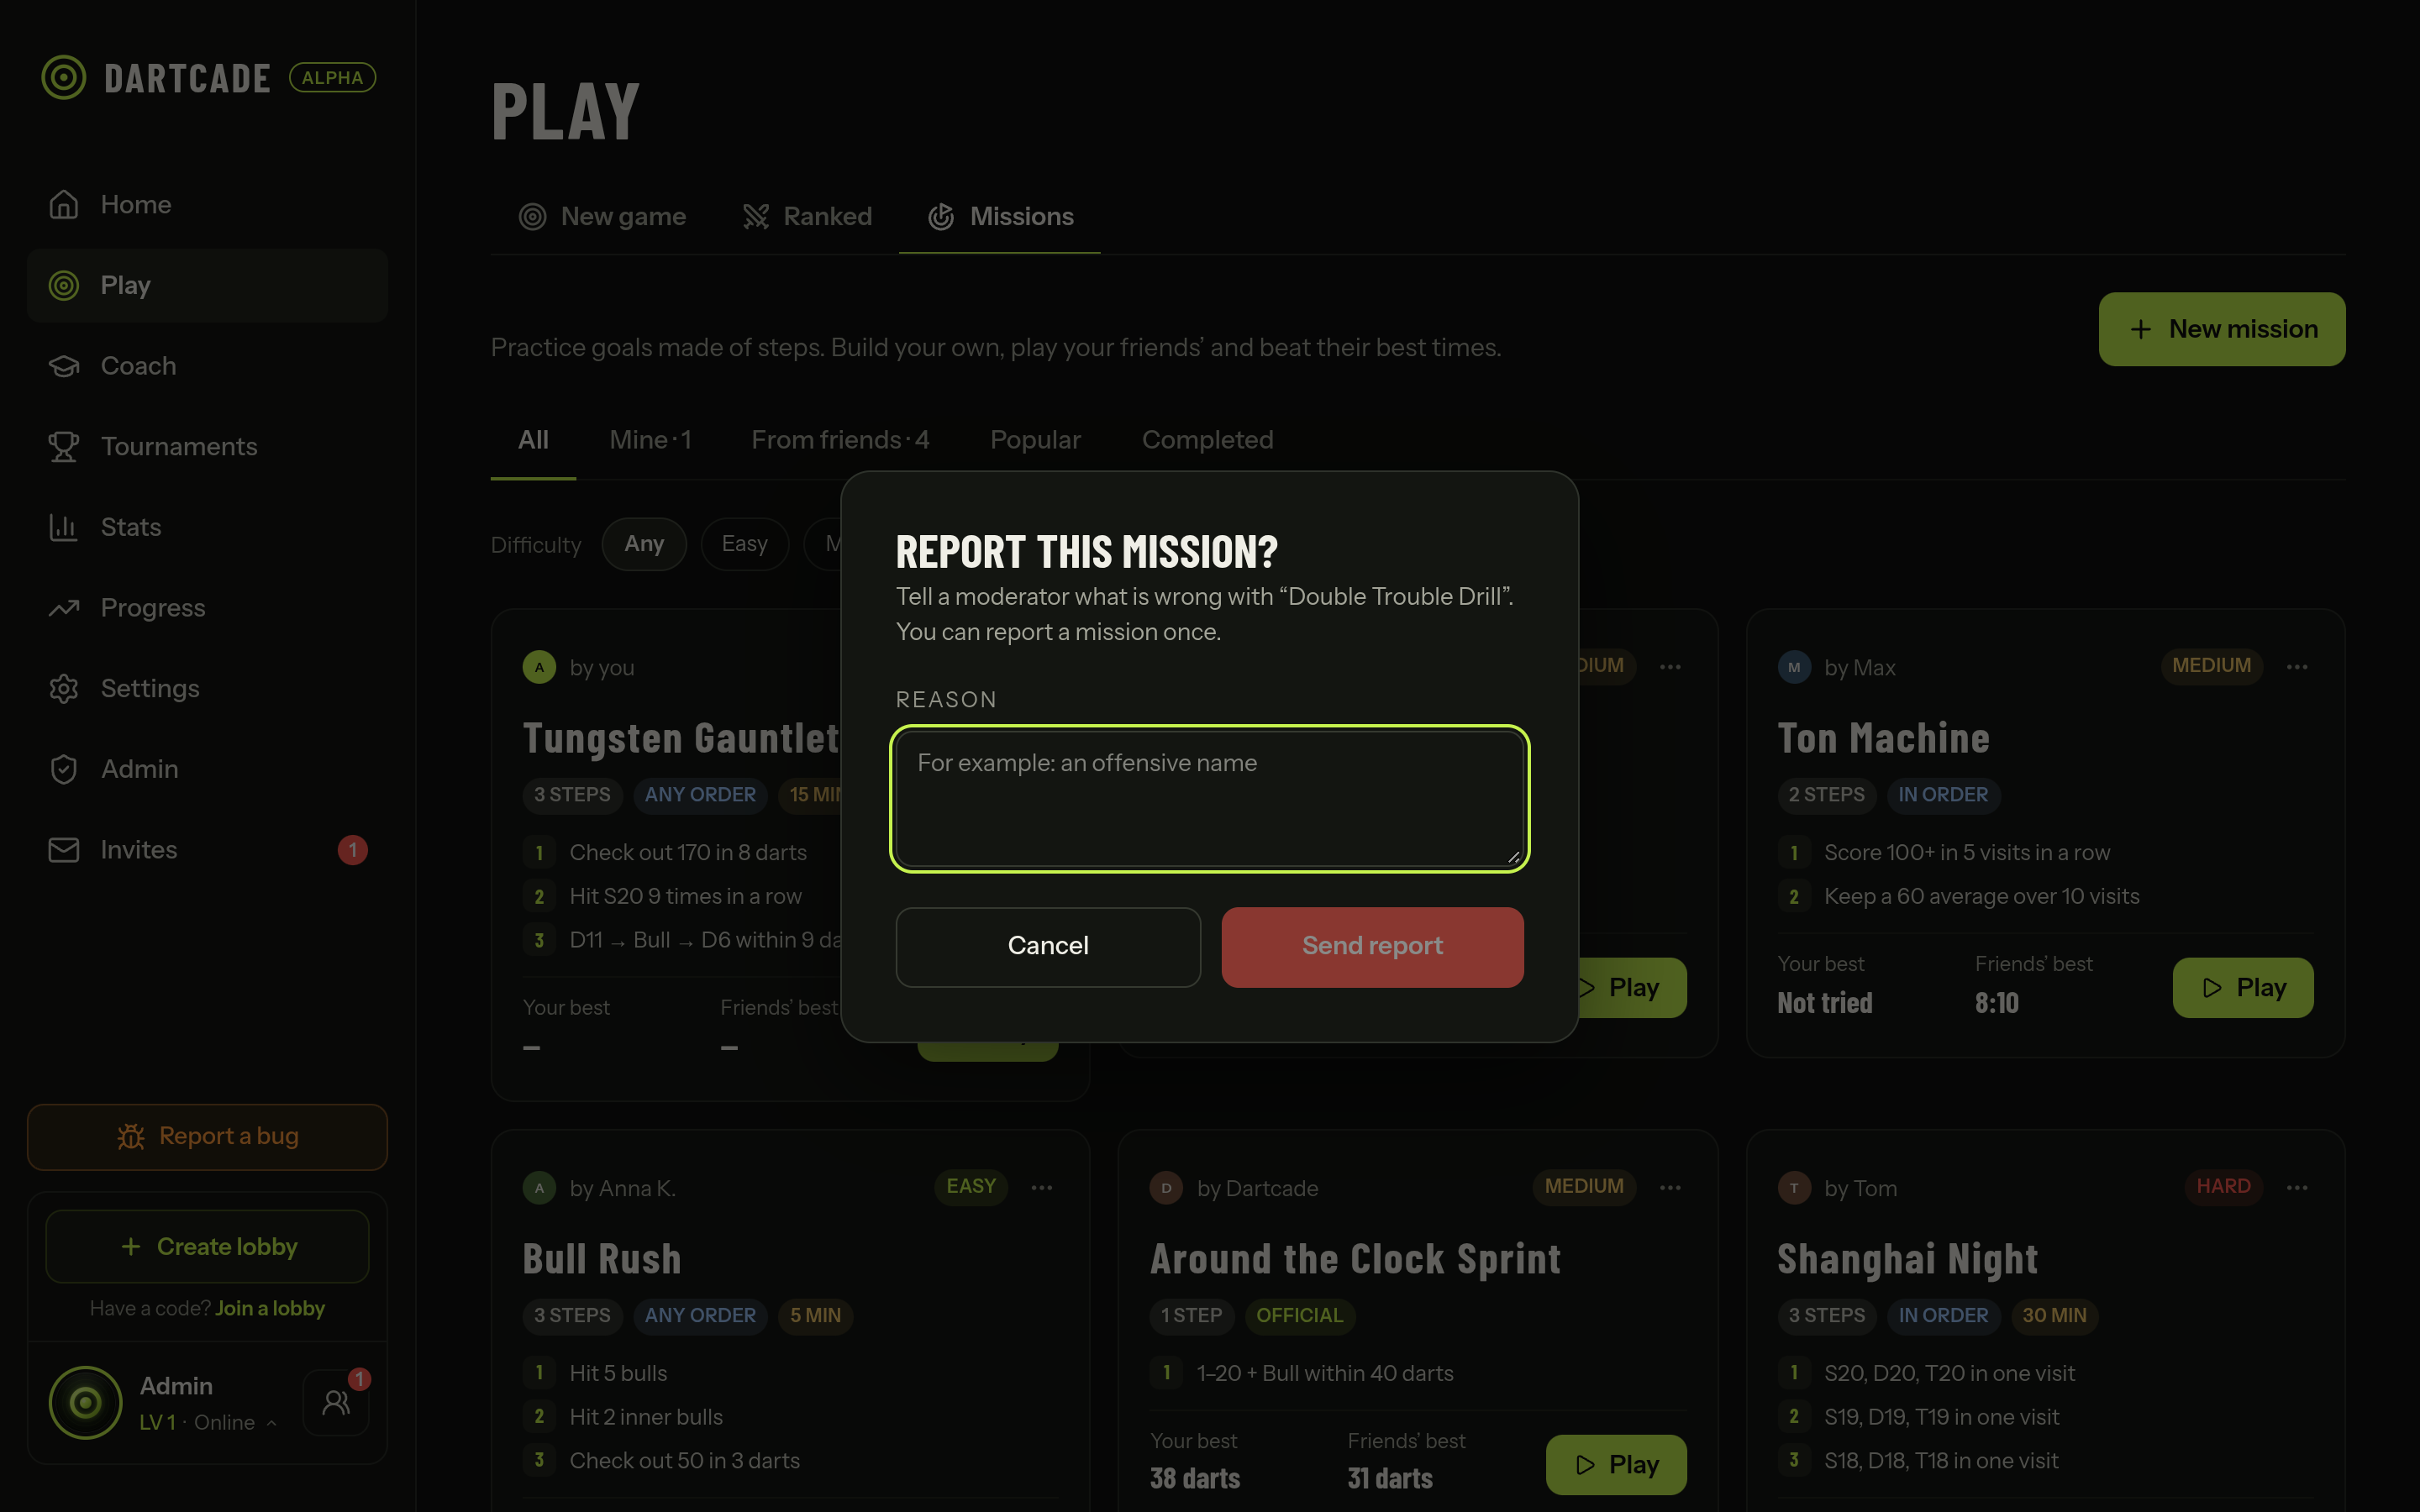 DARTCADE ALPHA
Home
Play
Coach
Tournaments
Stats
Progress
Settings
Admin
Invites 1
Report a bug
Create lobby
Have a code? Join a lobby
Admin
LV 1 · Online
1
PLAY
New game Ranked Missions
Practice goals made of steps. Build your own, play your friends’ and beat their best times.
New mission
All Mine · 1 From friends · 4 Popular Completed
Difficulty Any Easy
REPORT THIS MISSION?
Tell a moderator what is wrong with “Double Trouble Drill”.
You can report a mission once.
REASON
For example: an offensive name
Cancel Send report
A by you
Tungsten Gauntlet
3 STEPS ANY ORDER 15 MIN
1 Check out 170 in 8 darts
2 Hit S20 9 times in a row
3 D11 → Bull → D6 within 9
Your best Friends’ best
– –
Play
M by Max MEDIUM
Ton Machine
2 STEPS IN ORDER
1 Score 100+ in 5 visits in a row
2 Keep a 60 average over 10 visits
Your best Friends’ best
Not tried 8:10
Play
A by Anna K. EASY
Bull Rush
3 STEPS ANY ORDER 5 MIN
1 Hit 5 bulls
2 Hit 2 inner bulls
3 Check out 50 in 3 darts
D by Dartcade MEDIUM
Around the Clock Sprint
1 STEP OFFICIAL
1 1–20 + Bull within 40 darts
Your best Friends’ best
38 darts 31 darts
Play
T by Tom HARD
Shanghai Night
3 STEPS IN ORDER 30 MIN
1 S20, D20, T20 in one visit
2 S19, D19, T19 in one visit
3 S18, D18, T18 in one visit